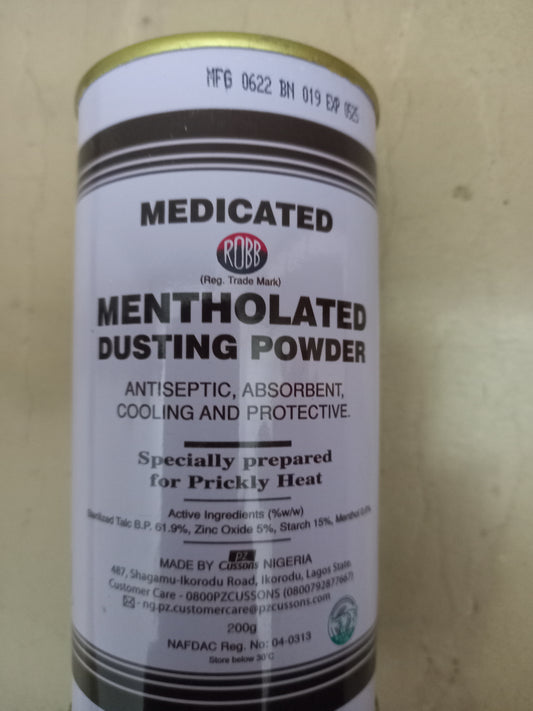 MFG 0622 BN 019 EXP 0525
MEDICATED
ROBB
(Reg. Trade Mark)
MENTHOLATED
DUSTING POWDER
ANTISEPTIC, ABSORBENT,
COOLING AND PROTECTIVE.
Specially prepared
for Prickly Heat
Active Ingredients (%w/w)
Sterilized Talc B.P. 61.9%, Zinc Oxide 5%, Starch 15%, Menthol
MADE BY PZ Cussons NIGERIA
487, Shagamu-Ikorodu Road, Ikorodu, Lagos State.
Customer Care - 0800PZCUSSONS (0800792877667)
- ng.pz.customercare@pzcussons.com
200g
NAFDAC Reg. No: 04-0313
Store below 30°C